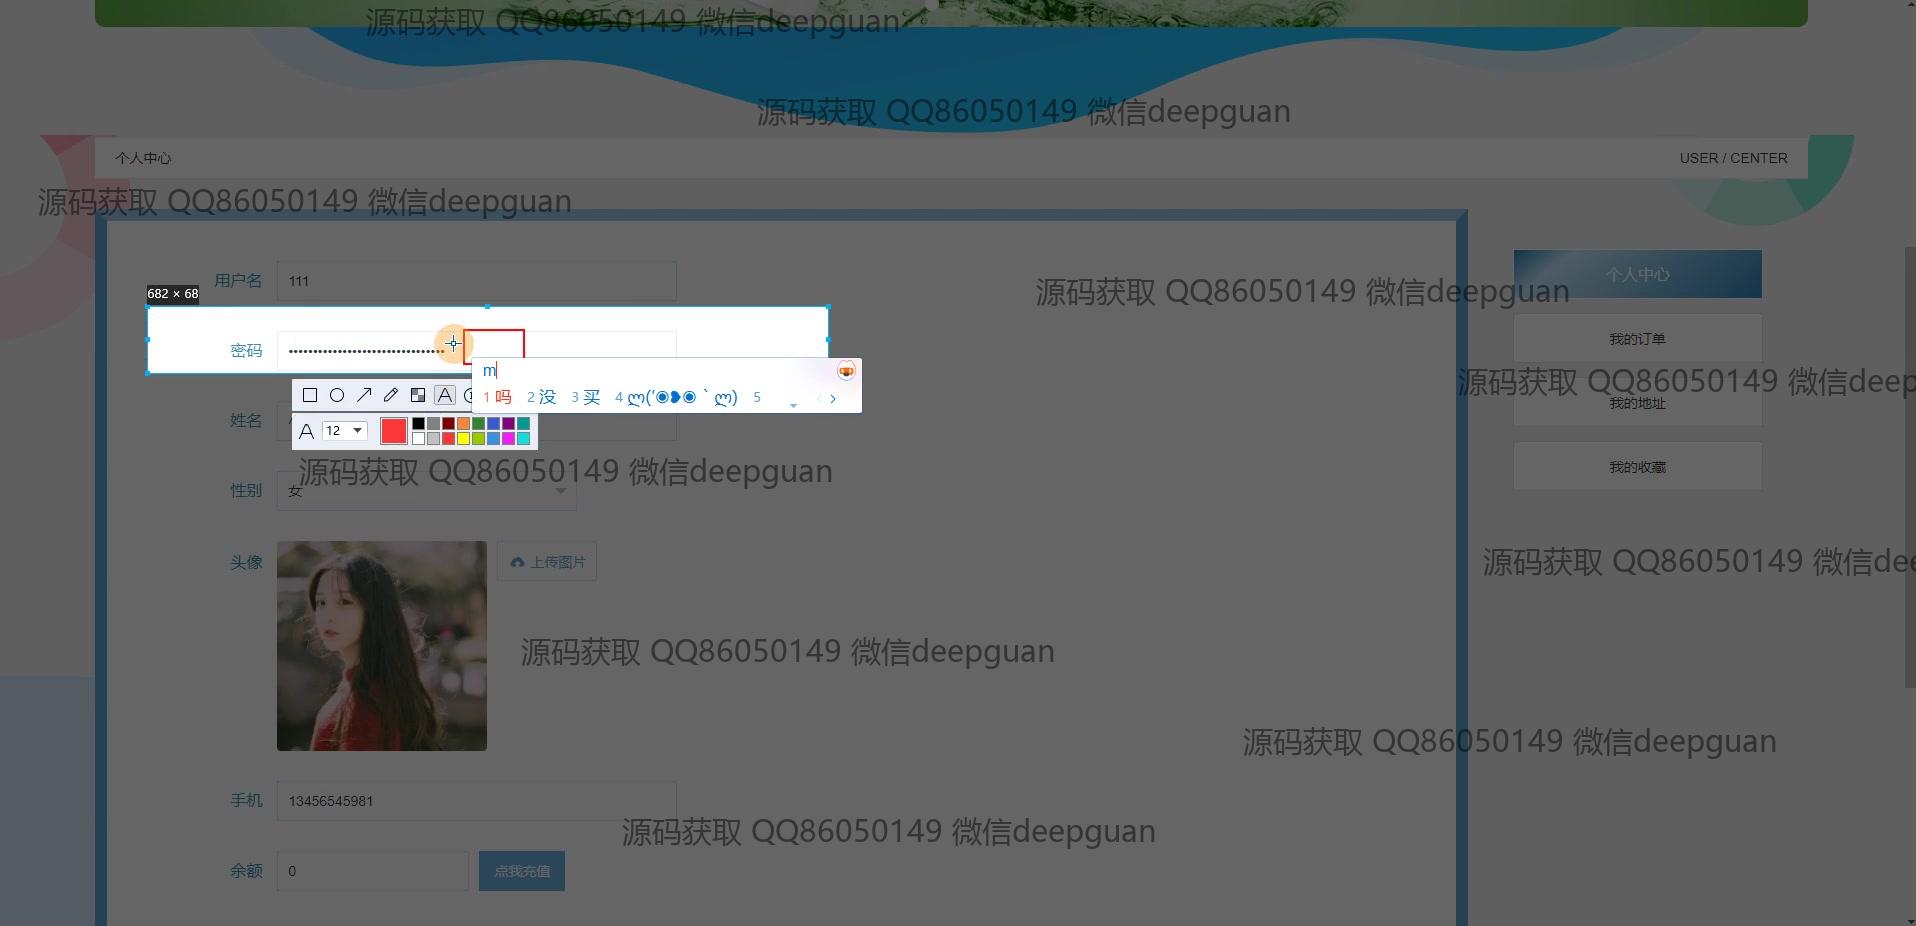 源码获取 QQ86050149 微信deepguan
源码获取 QQ86050149 微信deepguan
个人中心
USER / CENTER
源码获取 QQ86050149 微信deepguan
用户名
111
个人中心
源码获取 QQ86050149 微信deepguan
682 × 68
密码
我的订单
m
1 吗 2 没 3 买 4 ლ(′◉❥◉｀ლ) 5
源码获取 QQ86050149 微信deep
我的地址
姓名
A 12
我的收藏
源码获取 QQ86050149 微信deepguan
性别
女
头像
上传图片
源码获取 QQ86050149 微信dee
源码获取 QQ86050149 微信deepguan
源码获取 QQ86050149 微信deepguan
手机
13456545981
源码获取 QQ86050149 微信deepguan
余额
0
点我充值